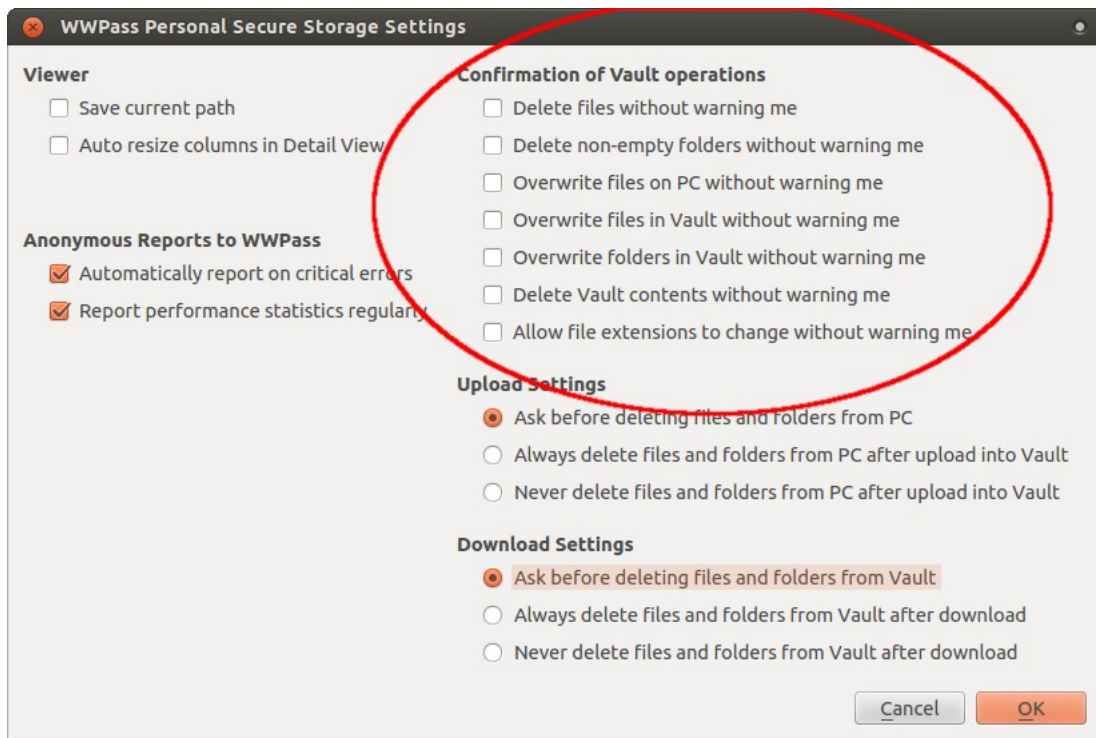 WWPass Personal Secure Storage Settings
Viewer
Save current path
Auto resize columns in Detail View
Anonymous Reports to WWPass
Automatically report on critical errors
Report performance statistics regularly
Confirmation of Vault operations
Delete files without warning me
Delete non-empty folders without warning me
Overwrite files on PC without warning me
Overwrite files in Vault without warning me
Overwrite folders in Vault without warning me
Delete Vault contents without warning me
Allow file extensions to change without warning me
Upload Settings
Ask before deleting files and folders from PC
Always delete files and folders from PC after upload into Vault
Never delete files and folders from PC after upload into Vault
Download Settings
Ask before deleting files and folders from Vault
Always delete files and folders from Vault after download
Never delete files and folders from Vault after download
Cancel
OK